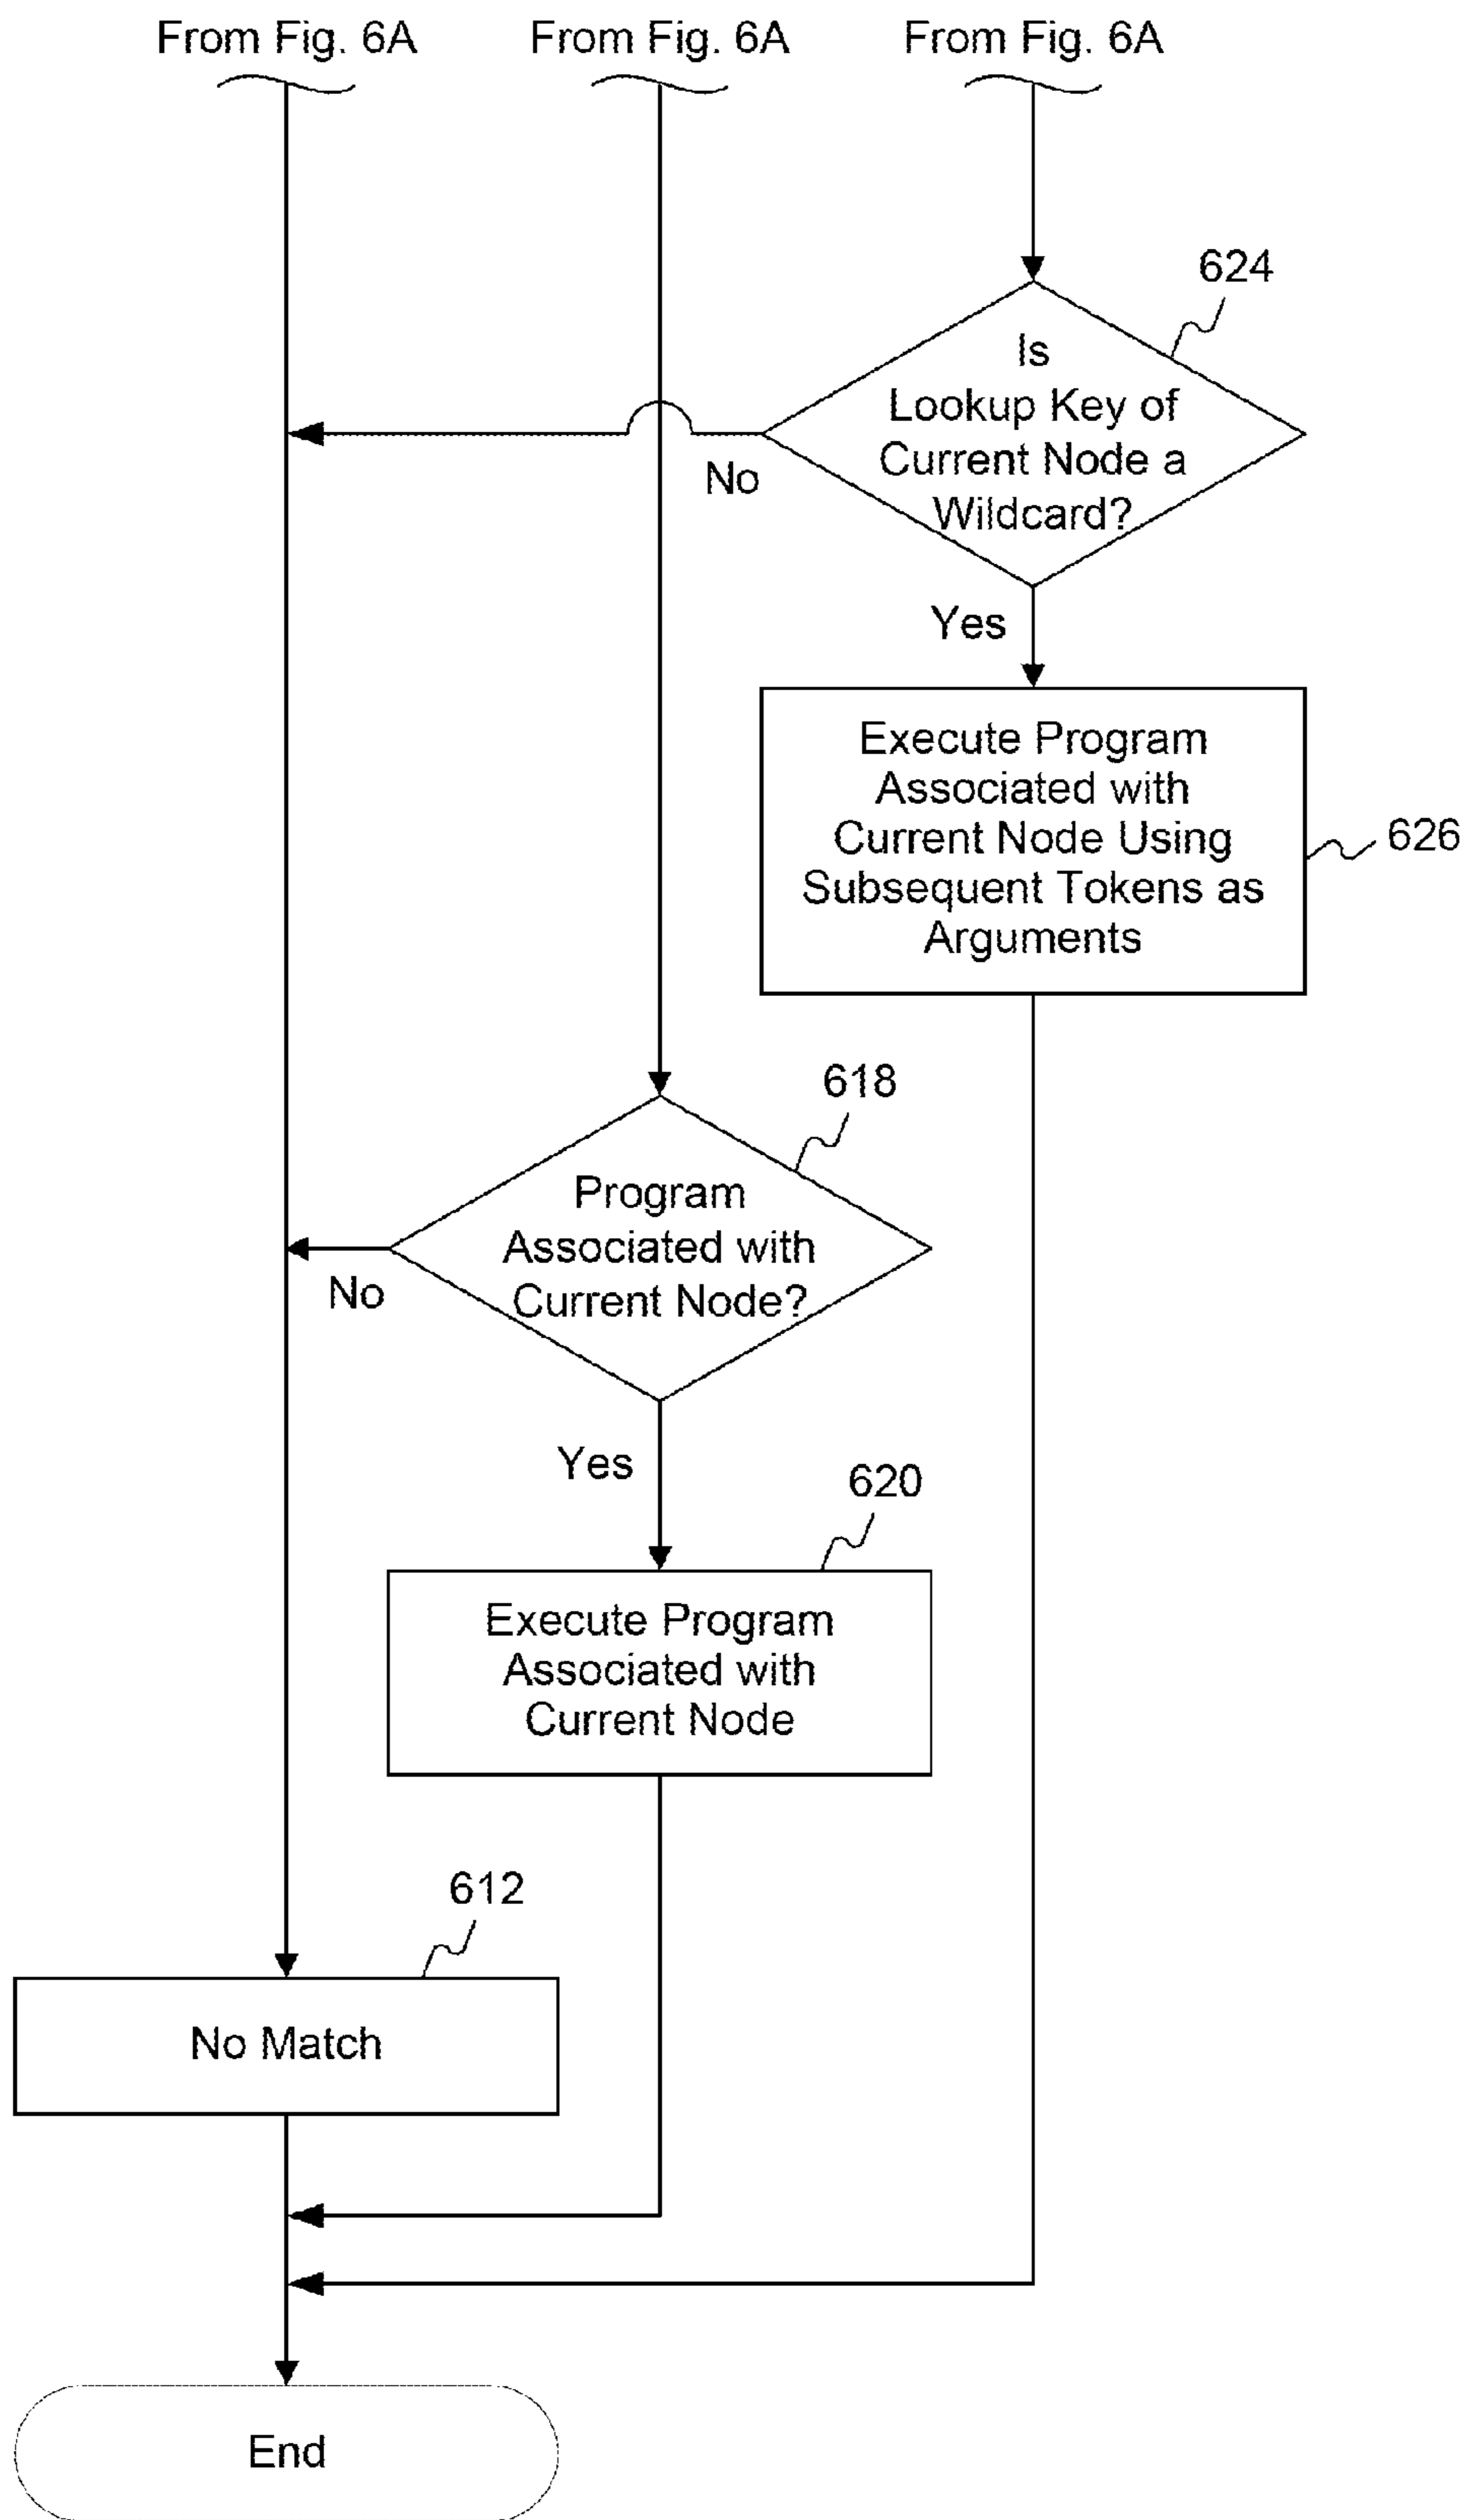 From Fig. 6A
From Fig. 6A
From Fig. 6A
624
Is
Lookup Key of
Current Node a
Wildcard?
No
Yes
Execute Program
Associated with
Current Node Using
Subsequent Tokens as
Arguments
626
618
Program
Associated with
Current Node?
No
Yes
620
Execute Program
Associated with
Current Node
612
No Match
End